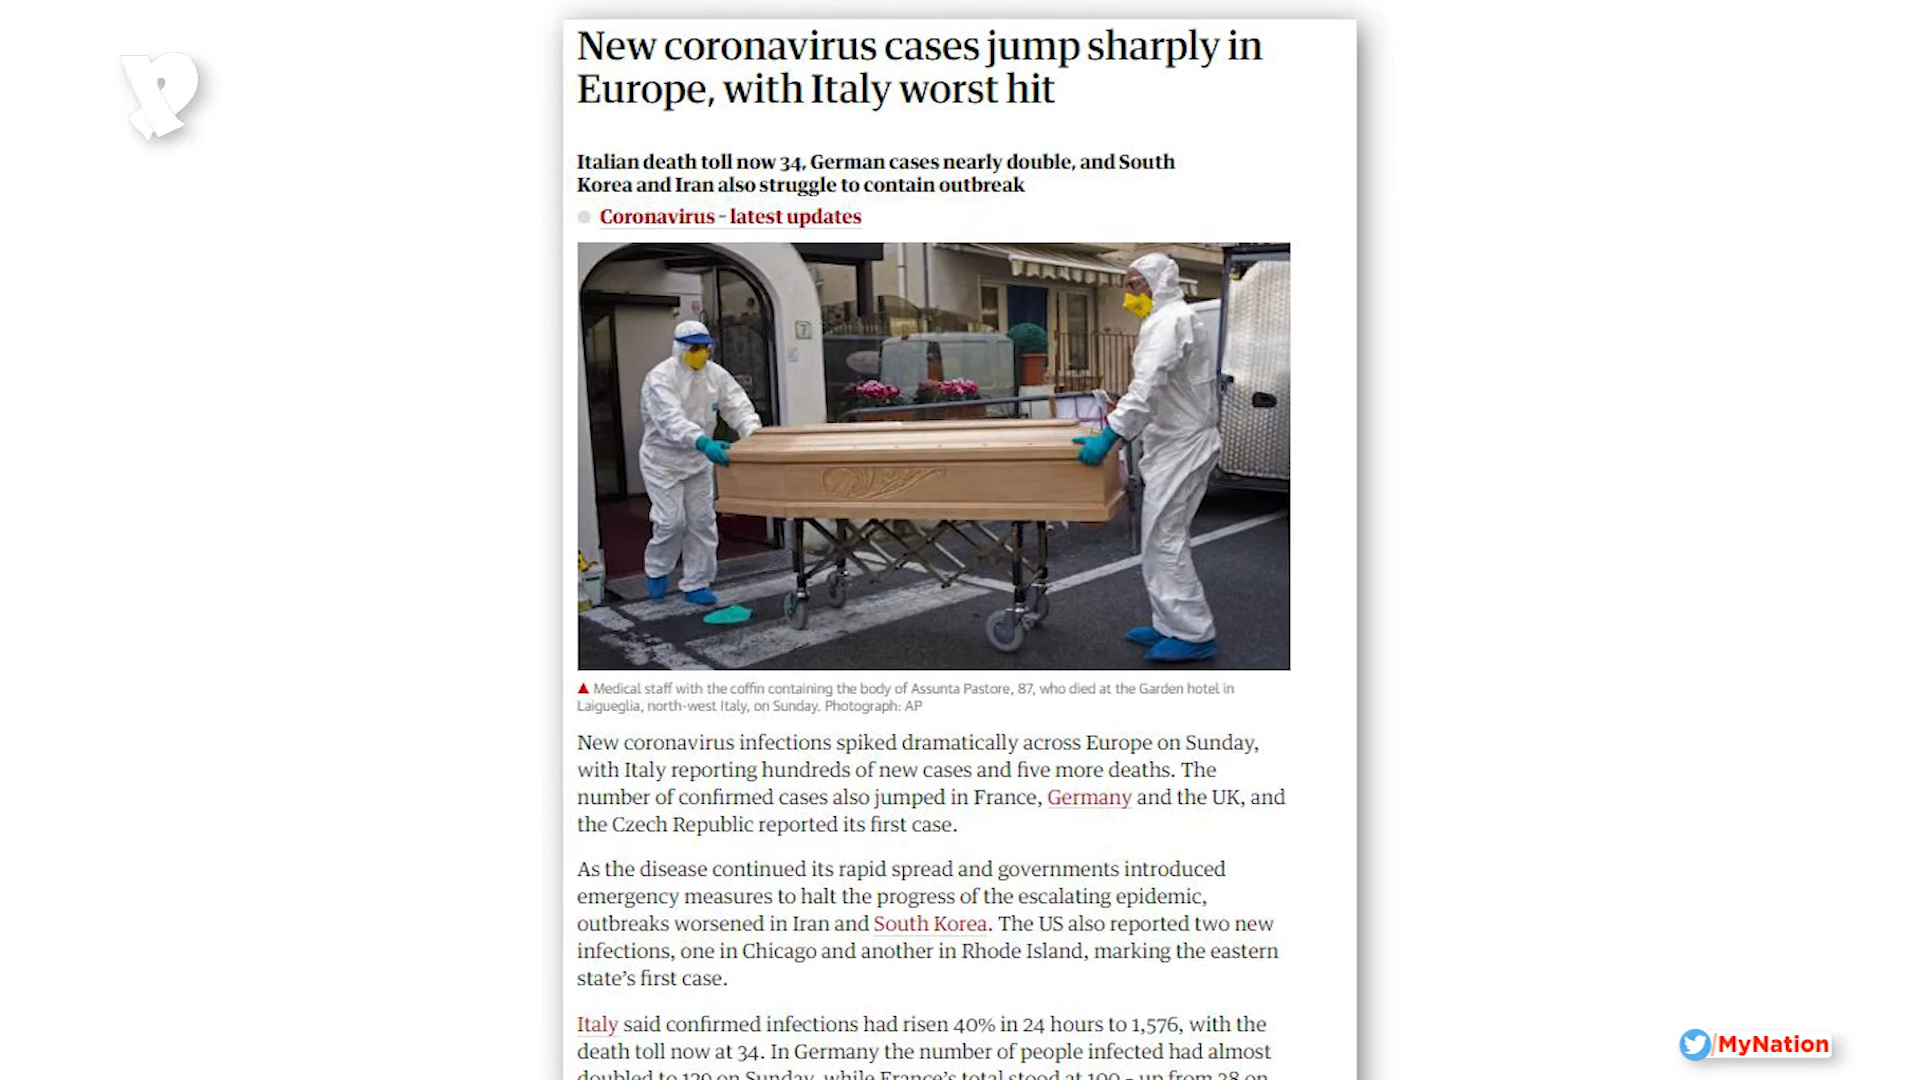 New coronavirus cases jump sharply in
Europe, with Italy worst hit
Italian death toll now 34, German cases nearly double, and South
Korea and Iran also struggle to contain outbreak
Coronavirus – latest updates
7
▲ Medical staff with the coffin containing the body of Assunta Pastore, 87, who died at the Garden hotel in
Laigueglia, north-west Italy, on Sunday. Photograph: AP
New coronavirus infections spiked dramatically across Europe on Sunday,
with Italy reporting hundreds of new cases and five more deaths. The
number of confirmed cases also jumped in France, Germany and the UK, and
the Czech Republic reported its first case.
As the disease continued its rapid spread and governments introduced
emergency measures to halt the progress of the escalating epidemic,
outbreaks worsened in Iran and South Korea. The US also reported two new
infections, one in Chicago and another in Rhode Island, marking the eastern
state's first case.
Italy said confirmed infections had risen 40% in 24 hours to 1,576, with the
death toll now at 34. In Germany the number of people infected had almost
doubled to 129 on Sunday, while France's total stood at 100 – up from 38 on
/MyNation